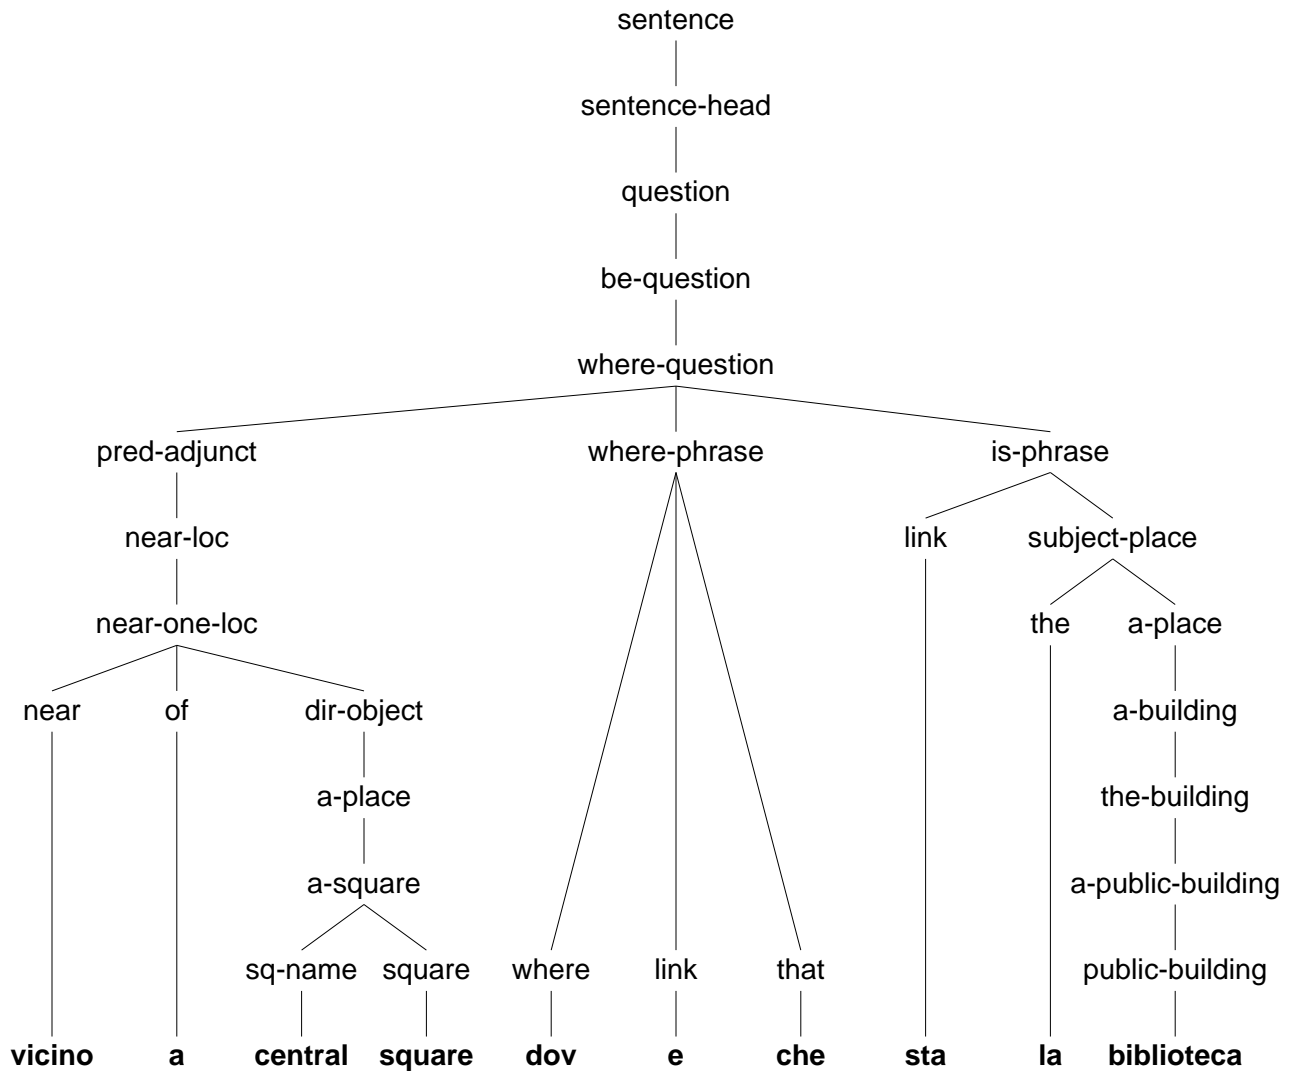 sentence
sentence-head
question
be-question
where-question
pred-adjunct where-phrase is-phrase
near-loc link subject-place
near-one-loc the a-place
near of dir-object a-building
a-place the-building
a-square a-public-building
sq-name square where link that public-building
vicino a central square dov e che sta la biblioteca